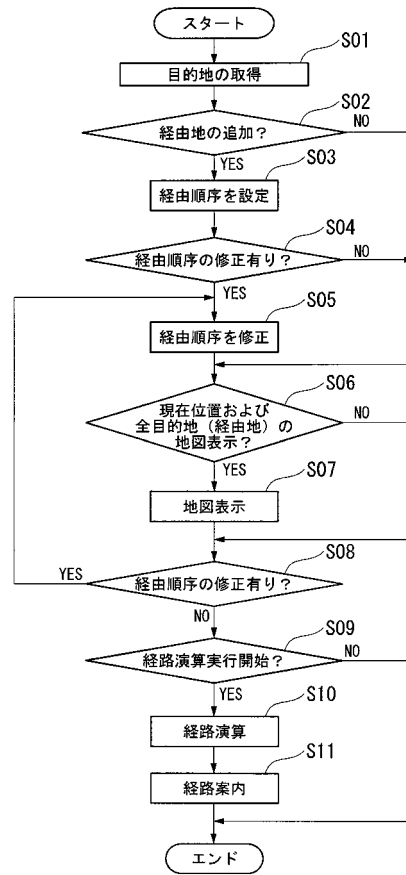 スタート
S01
目的地の取得
S02
経由地の追加?
NO
YES
S03
経由順序を設定
S04
経由順序の修正有り?
NO
YES
S05
経由順序を修正
S06
現在位置および
全目的地(経由地)の
地図表示?
NO
YES
S07
地図表示
S08
経由順序の修正有り?
YES
NO
S09
経路演算実行開始?
NO
YES
S10
経路演算
S11
経路案内
エンド